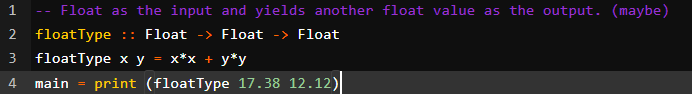 1 -- Float as the input and yields another float value as the output. (maybe)
2 floatType :: Float -> Float -> Float
3 floatType x y = x*x + y*y
4 main = print (floatType 17.38 12.12)